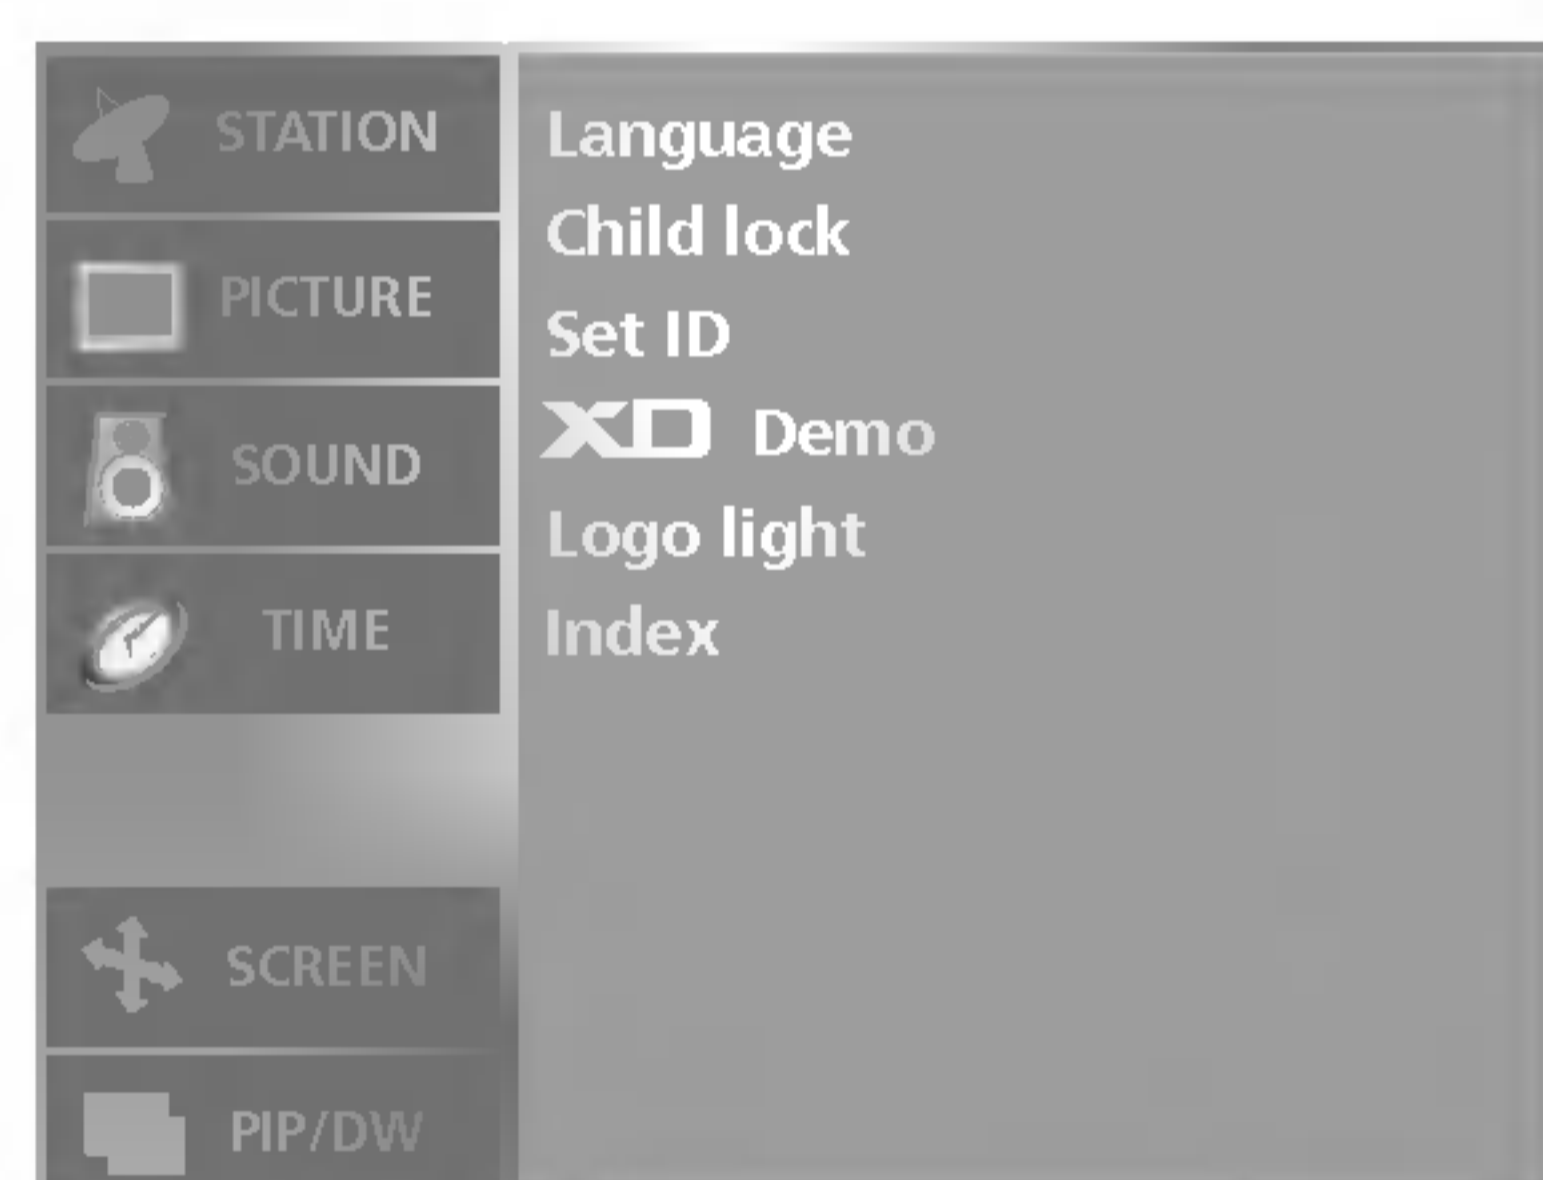 STATION
PICTURE
SOUND
TIME
SCREEN
PIP/DW
Language
Child lock
Set ID
XD Demo
Logo light
Index